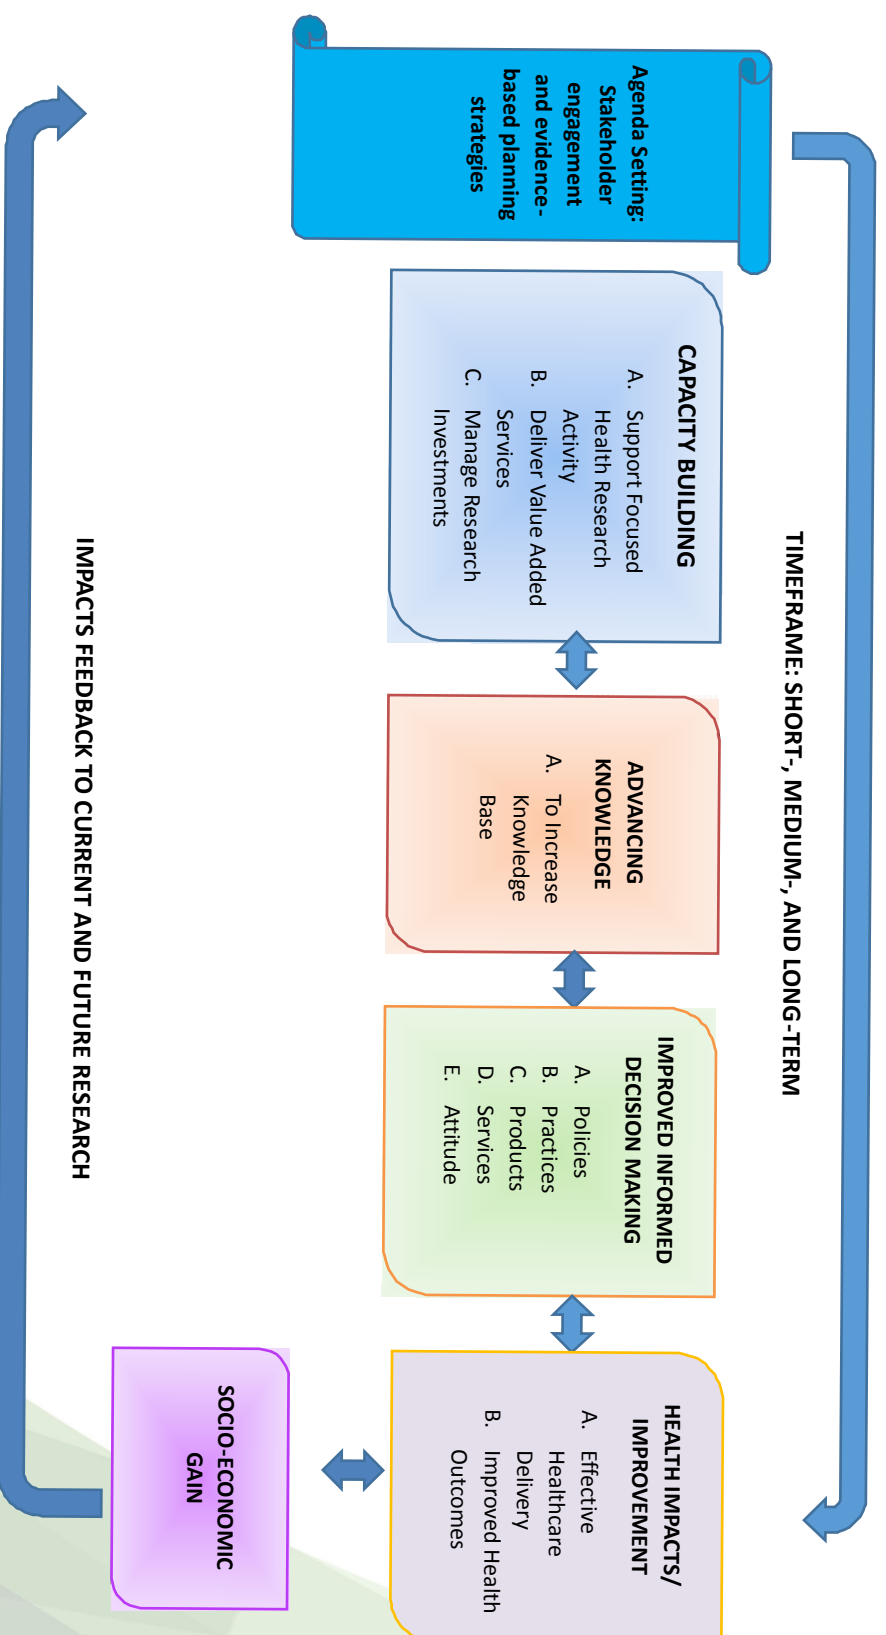 TIMEFRAME: SHORT-, MEDIUM-, AND LONG-TERM
Agenda Setting:
Stakeholder
engagement
and evidence-
based planning
strategies
CAPACITY BUILDING
A. Support Focused
Health Research
Activity
B. Deliver Value Added
Services
C. Manage Research
Investments
ADVANCING
KNOWLEDGE
A. To Increase
Knowledge
Base
IMPROVED INFORMED
DECISION MAKING
A. Policies
B. Practices
C. Products
D. Services
E. Attitude
HEALTH IMPACTS/
IMPROVEMENT
A. Effective
Healthcare
Delivery
B. Improved Health
Outcomes
SOCIO-ECONOMIC
GAIN
IMPACTS FEEDBACK TO CURRENT AND FUTURE RESEARCH